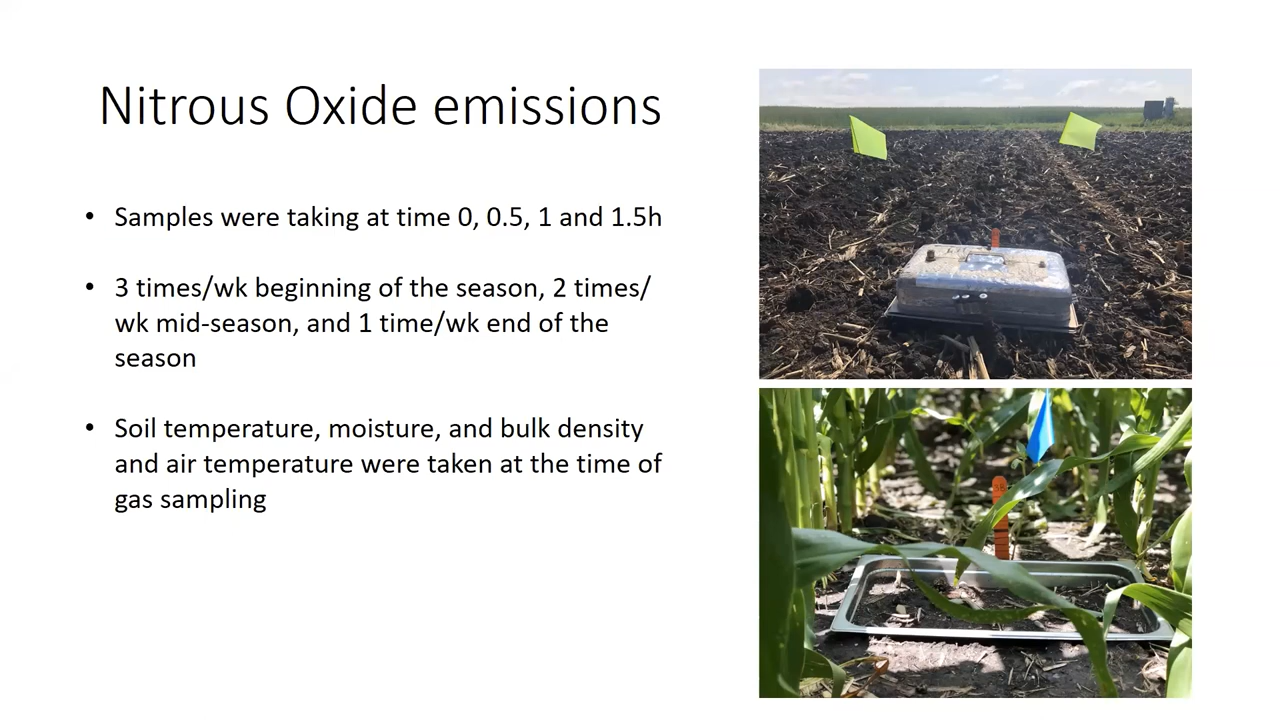 Nitrous Oxide emissions
• Samples were taking at time 0, 0.5, 1 and 1.5h
• 3 times/wk beginning of the season, 2 times/
wk mid-season, and 1 time/wk end of the
season
• Soil temperature, moisture, and bulk density
and air temperature were taken at the time of
gas sampling